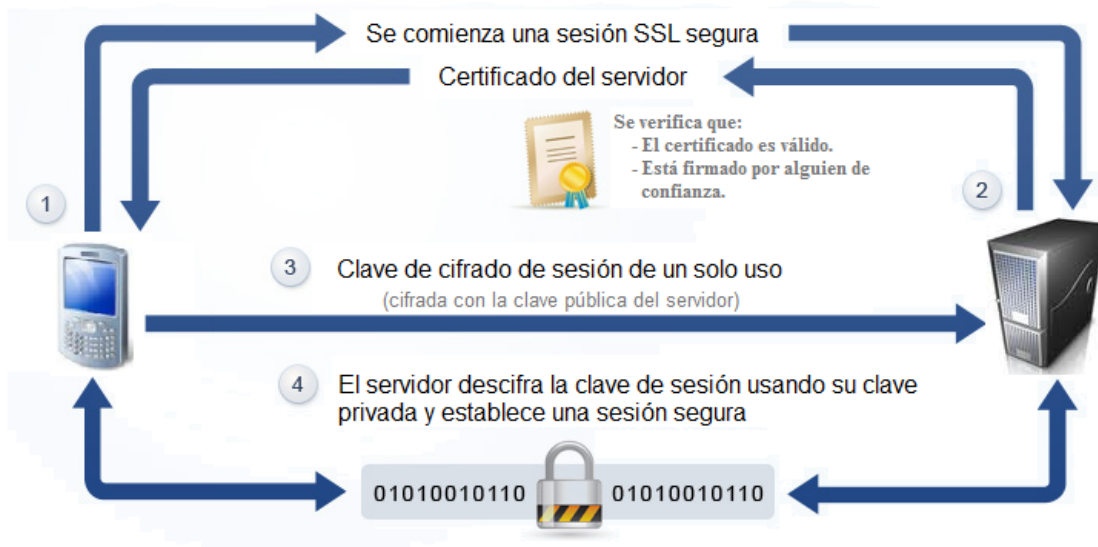 Se comienza una sesión SSL segura
Certificado del servidor
Se verifica que:
- El certificado es válido.
- Está firmado por alguien de
confianza.
1
2
3 Clave de cifrado de sesión de un solo uso
(cifrada con la clave pública del servidor)
4 El servidor descifra la clave de sesión usando su clave
privada y establece una sesión segura
01010010110 01010010110